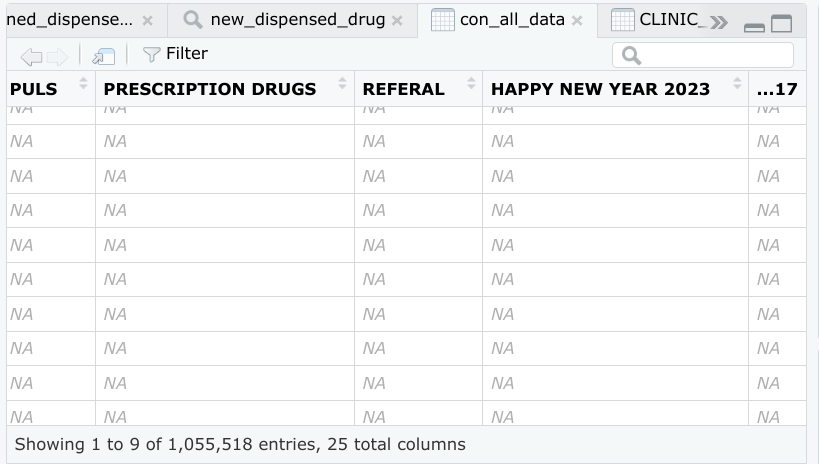 ned_dispense... × new_dispensed_drug × con_all_data × CLINIC_ »
Filter
PULS PRESCRIPTION DRUGS REFERAL HAPPY NEW YEAR 2023 ...17
NA NA NA NA NA
NA NA NA NA NA
NA NA NA NA NA
NA NA NA NA NA
NA NA NA NA NA
NA NA NA NA NA
NA NA NA NA NA
NA NA NA NA NA
NA NA NA NA NA
NA NA NA NA NA
Showing 1 to 9 of 1,055,518 entries, 25 total columns